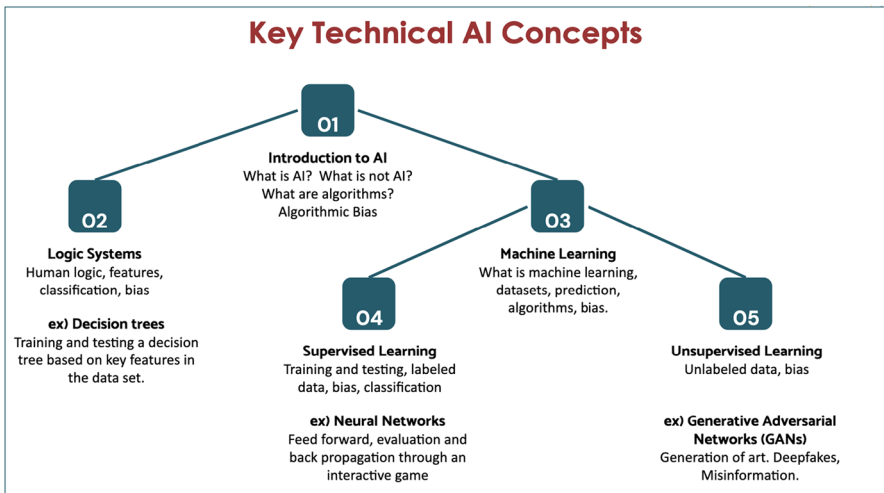 Key Technical AI Concepts
01
Introduction to AI
What is AI?  What is not AI?
What are algorithms?
Algorithmic Bias
02
Logic Systems
Human logic, features,
classification, bias
ex) Decision trees
Training and testing a decision
tree based on key features in
the data set.
03
Machine Learning
What is machine learning,
datasets, prediction,
algorithms, bias.
04
Supervised Learning
Training and testing, labeled
data, bias, classification
ex) Neural Networks
Feed forward, evaluation and
back propagation through an
interactive game
05
Unsupervised Learning
Unlabeled data, bias
ex) Generative Adversarial
Networks (GANs)
Generation of art. Deepfakes,
Misinformation.